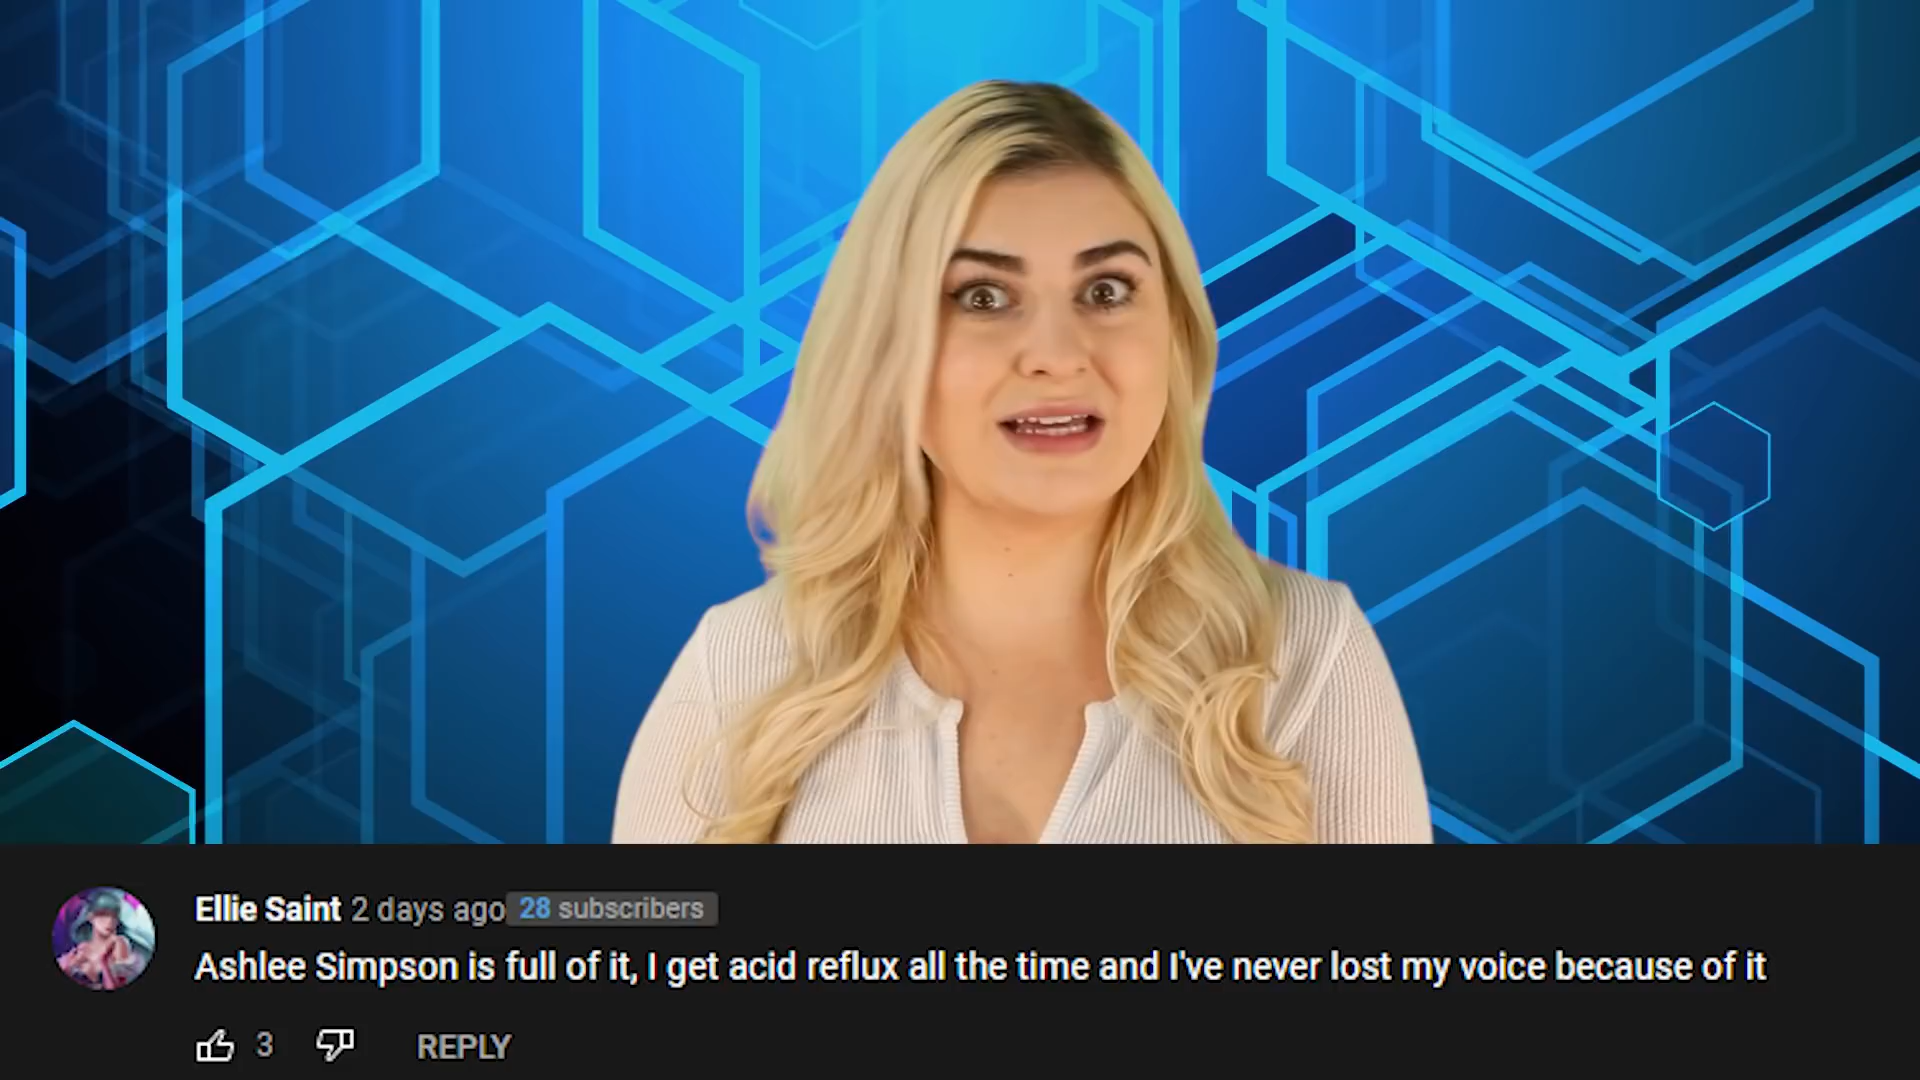 Ellie Saint 2 days ago 28 subscribers
Ashlee Simpson is full of it, I get acid reflux all the time and I've never lost my voice because of it
3 REPLY